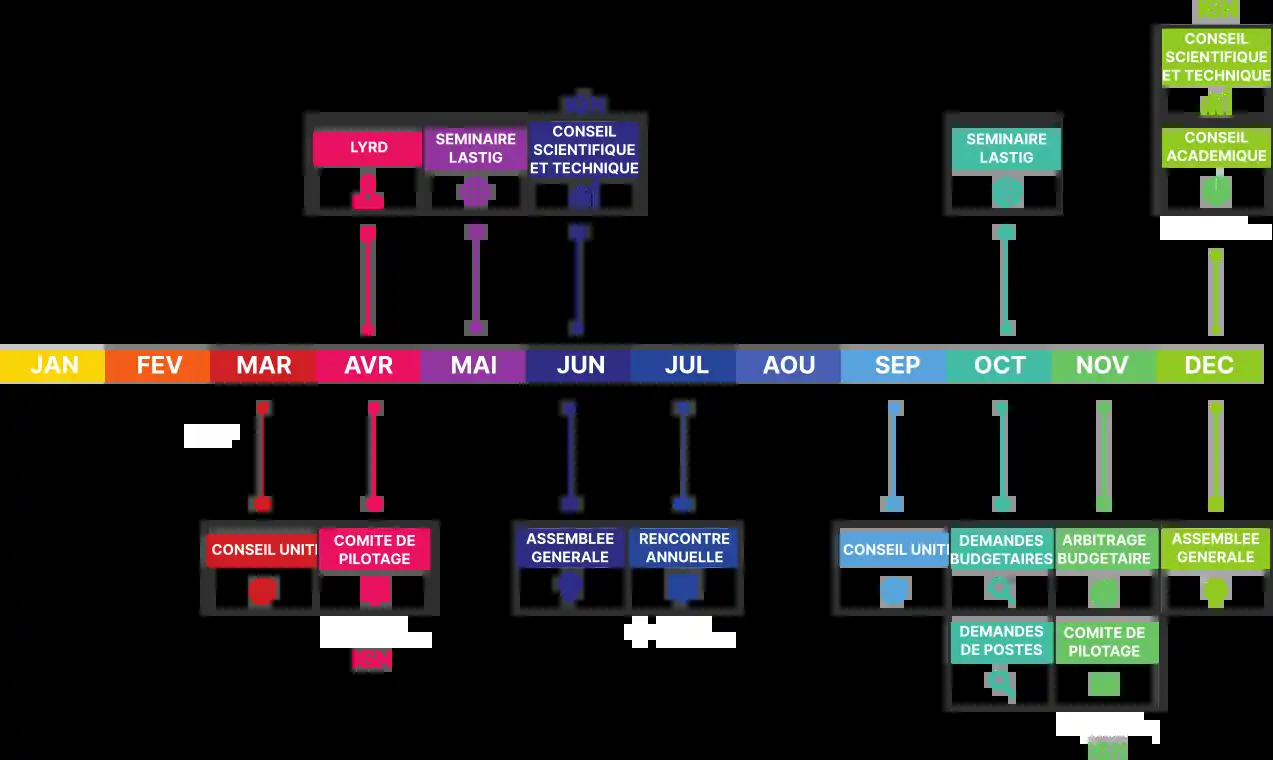 IGN
CONSEIL
SCIENTIFIQUE
ET TECHNIQUE
CONSEIL
ACADEMIQUE
LYRD
SEMINAIRE
LASTIG
IGN
CONSEIL
SCIENTIFIQUE
ET TECHNIQUE
SEMINAIRE
LASTIG
JAN FEV MAR AVR MAI JUN JUL AOU SEP OCT NOV DEC
CONSEIL UNITE
COMITE DE
PILOTAGE
IGN
ASSEMBLEE
GENERALE
RENCONTRE
ANNUELLE
CONSEIL UNITE
DEMANDES
BUDGETAIRES
ARBITRAGE
BUDGETAIRE
ASSEMBLEE
GENERALE
DEMANDES
DE POSTES
COMITE DE
PILOTAGE